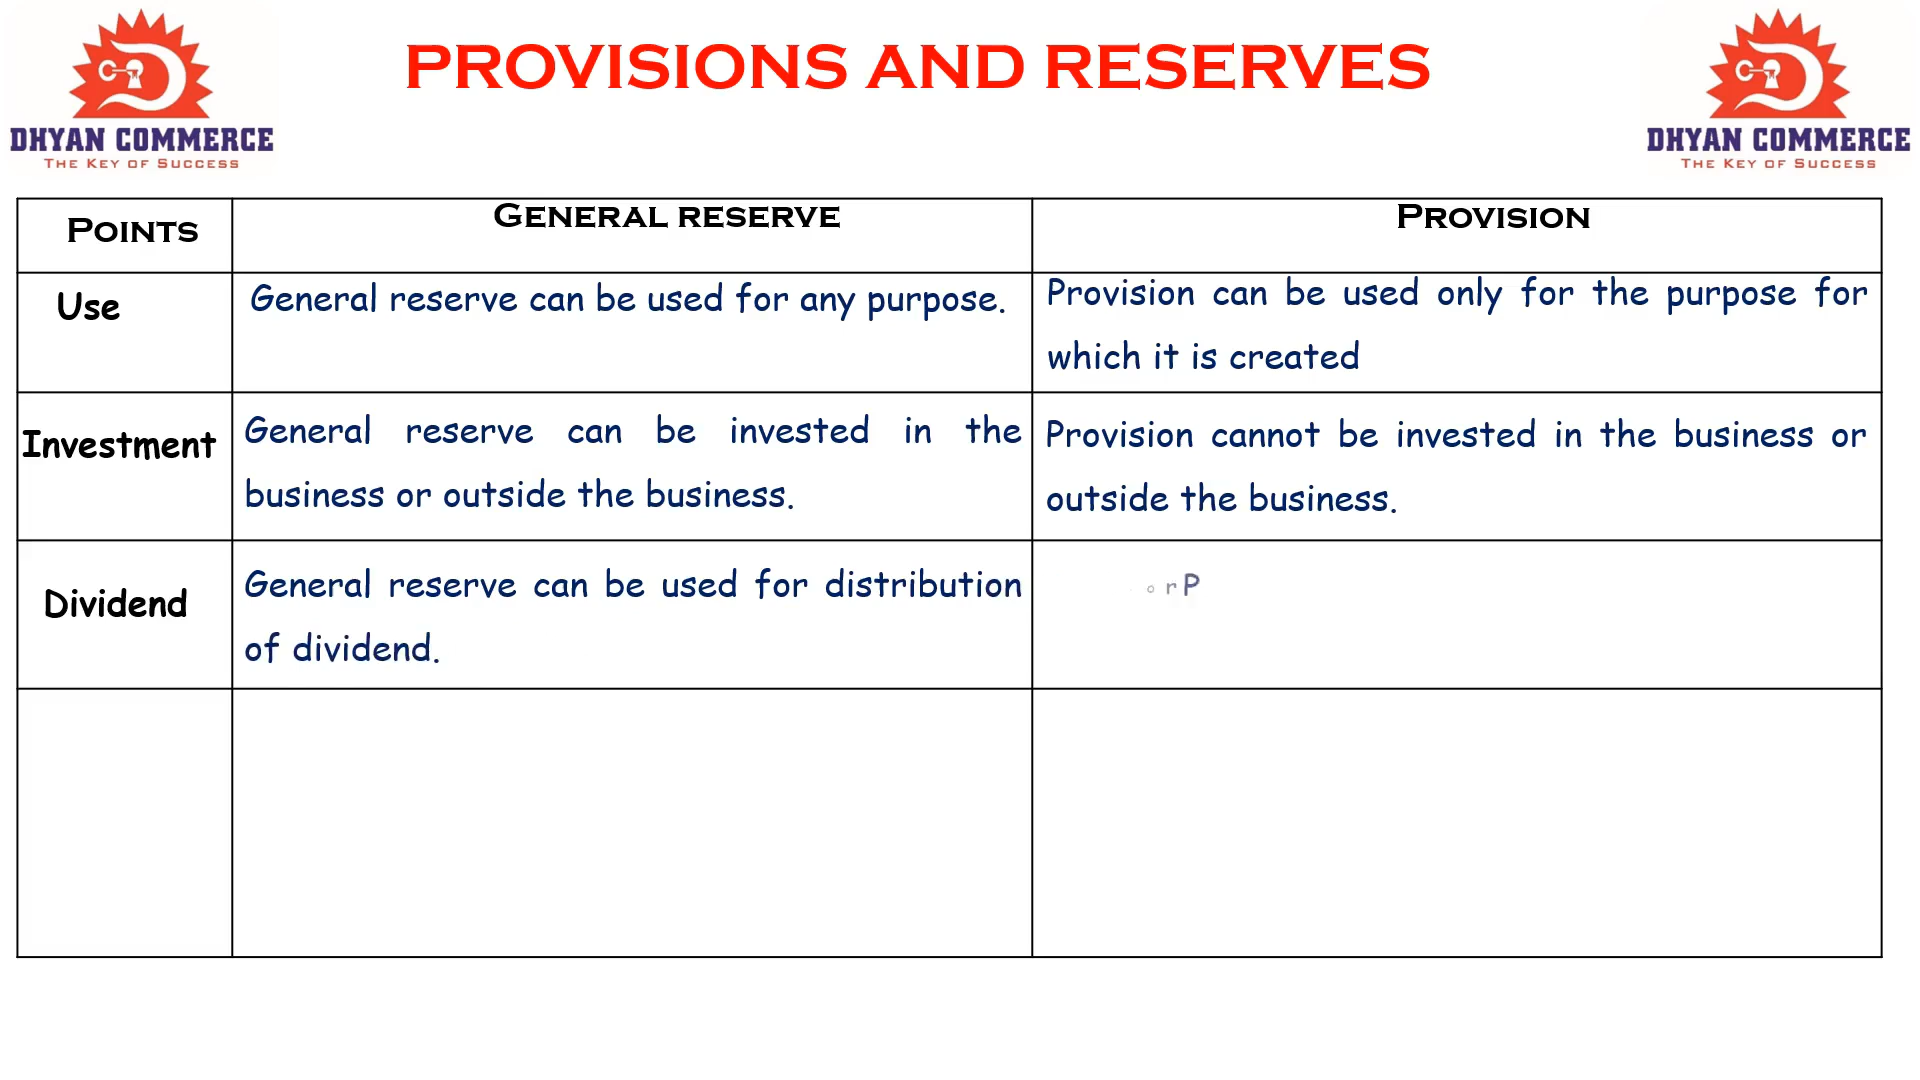 PROVISIONS AND RESERVES
DHYAN COMMERCE
THE KEY OF SUCCESS
DHYAN COMMERCE
THE KEY OF SUCCESS
POINTS
GENERAL RESERVE
PROVISION
Use
General reserve can be used for any purpose.
Provision can be used only for the purpose for
which it is created
Investment
General reserve can be invested in the
business or outside the business.
Provision cannot be invested in the business or
outside the business.
Dividend
General reserve can be used for distribution
of dividend.
o r P